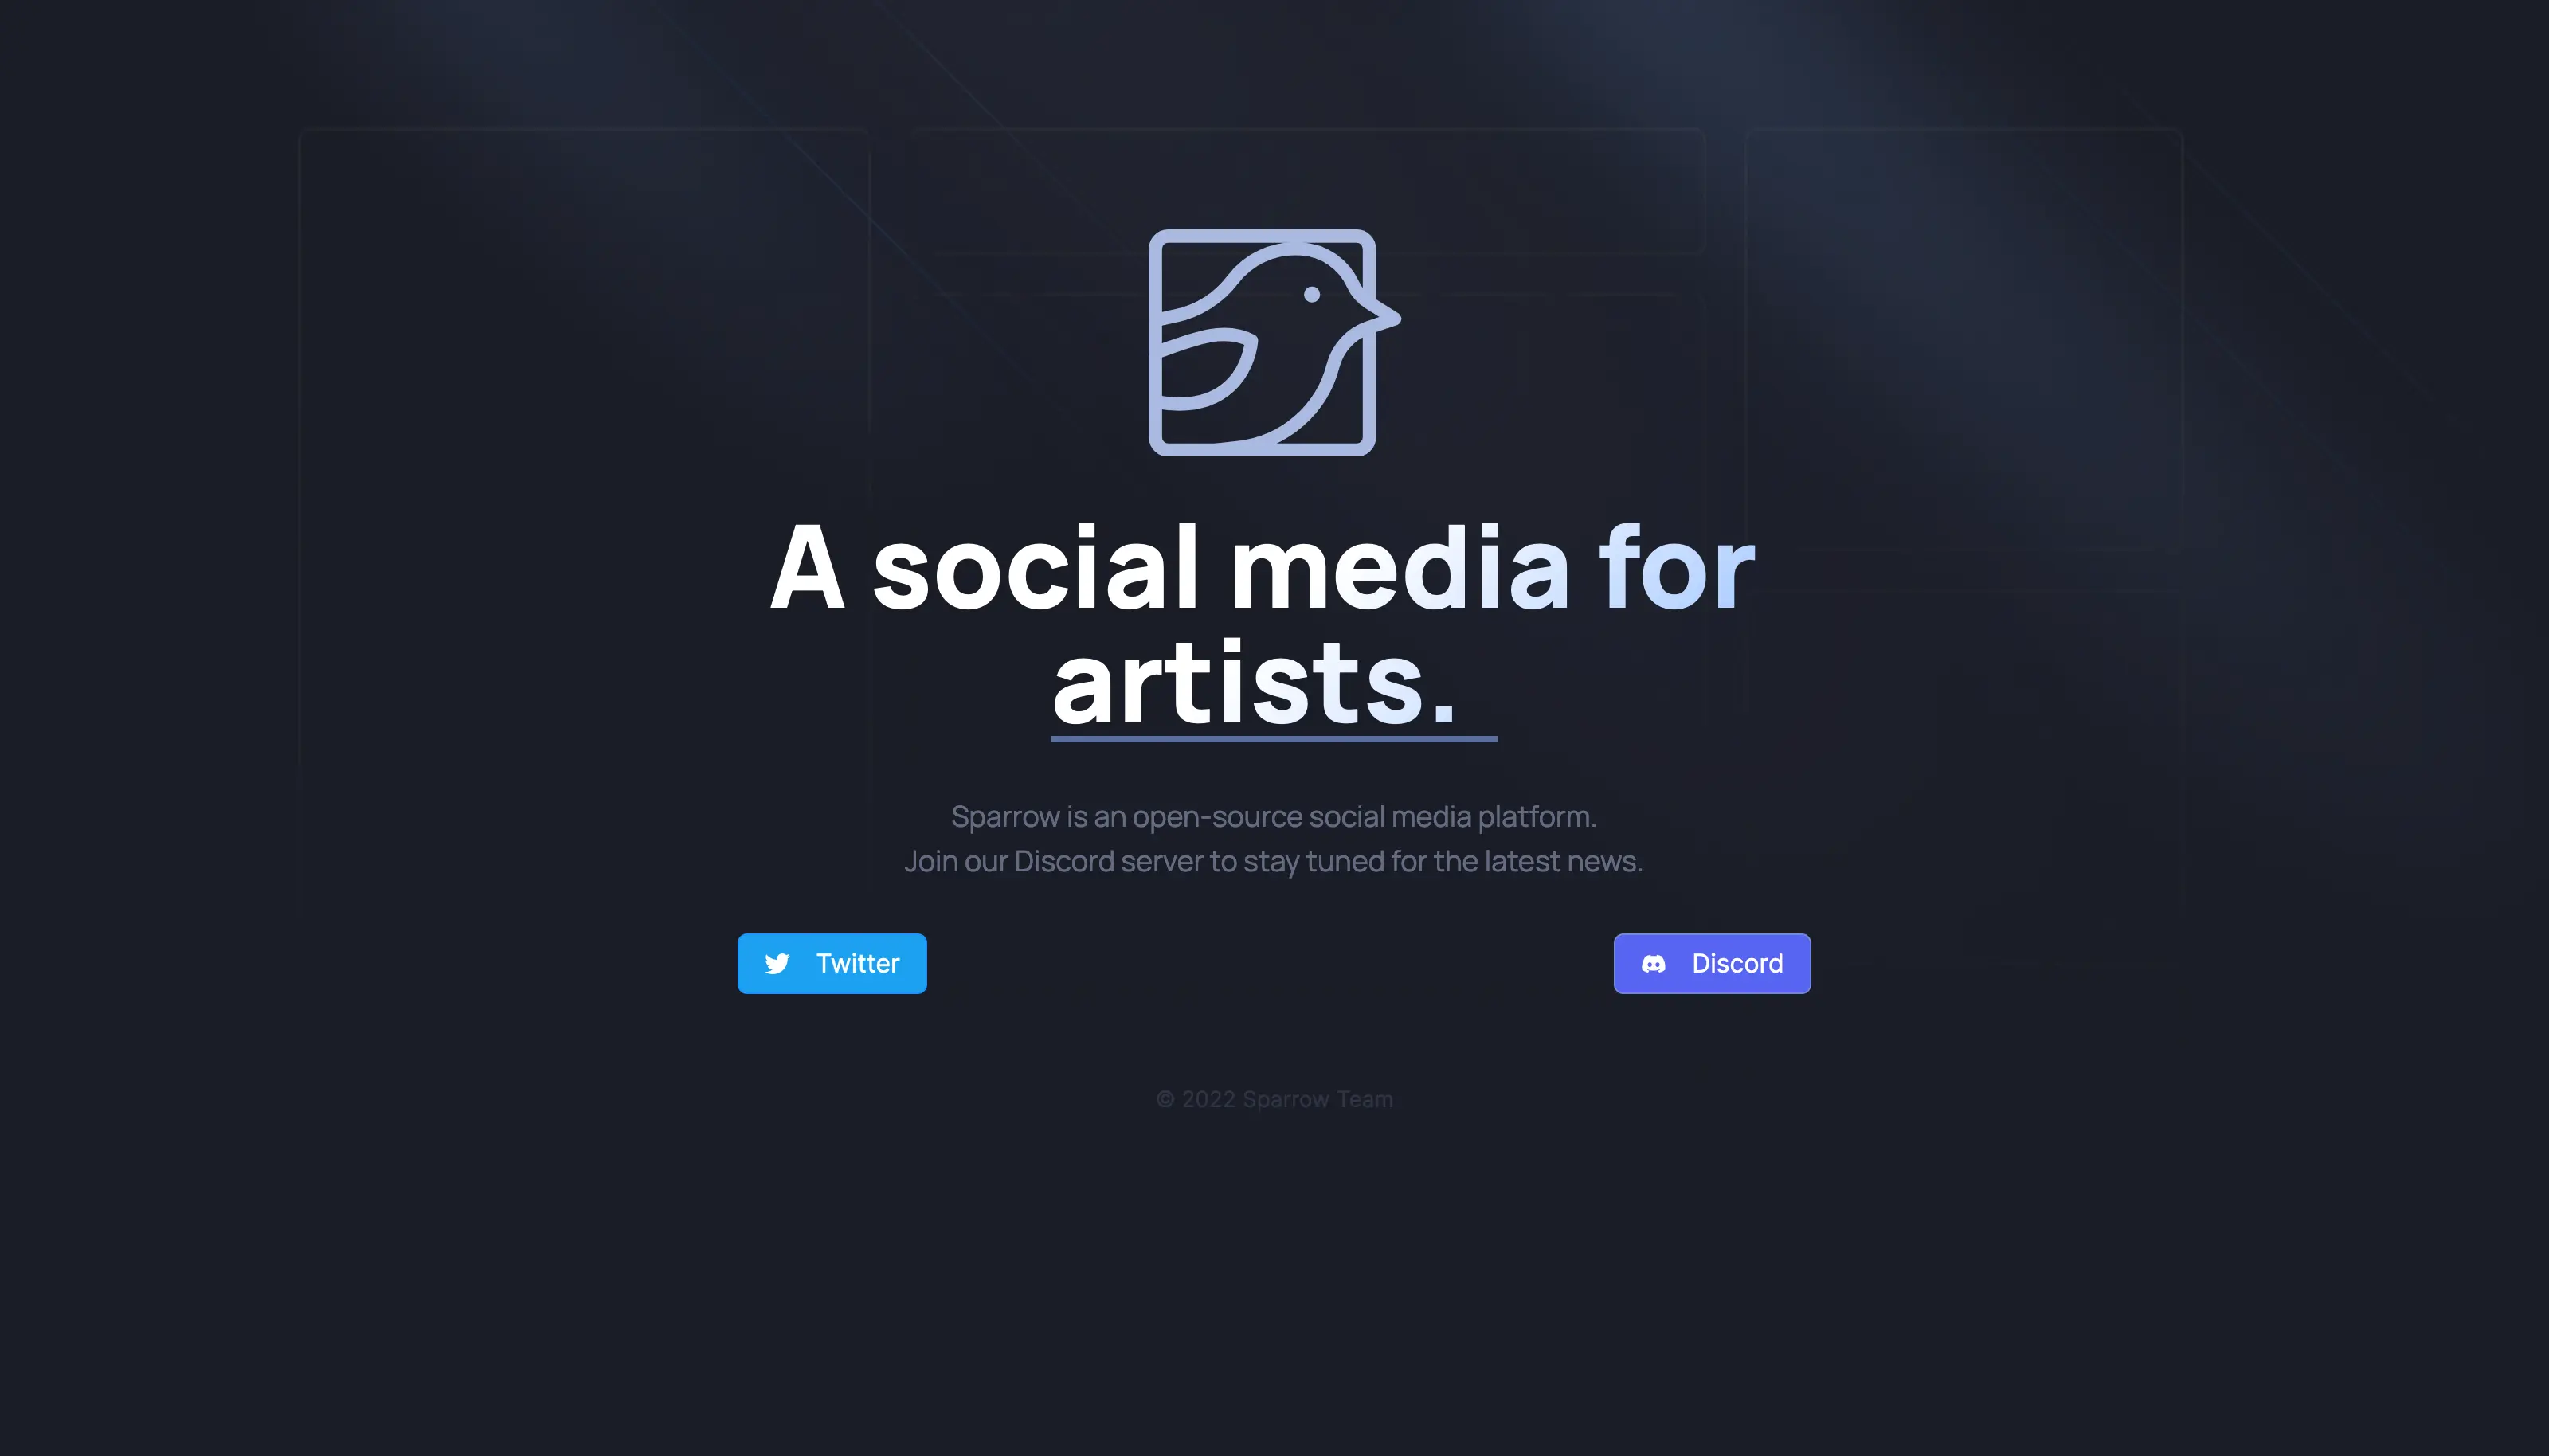 A social media for
artists.
Sparrow is an open-source social media platform.
Join our Discord server to stay tuned for the latest news.
Twitter
Discord
© 2022 Sparrow Team